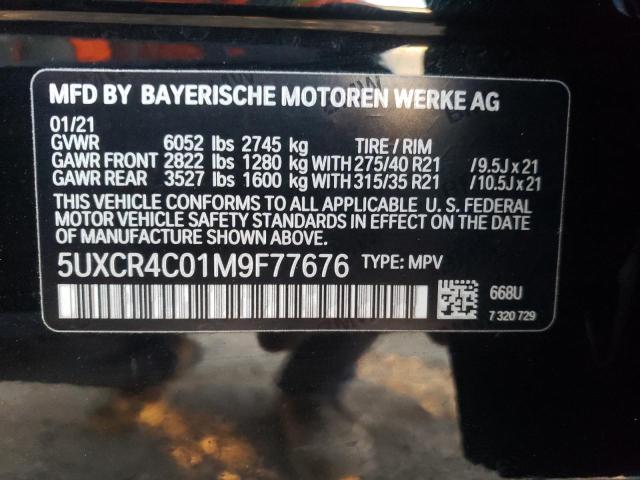 MFD BY BAYERISCHE MOTOREN WERKE AG
01/21
GVWR 6052 lbs 2745 kg TIRE / RIM
GAWR FRONT 2822 lbs 1280 kg WITH 275/40 R21 / 9.5J x 21
GAWR REAR 3527 lbs 1600 kg WITH 315/35 R21 / 10.5J x 21
THIS VEHICLE CONFORMS TO ALL APPLICABLE U. S. FEDERAL
MOTOR VEHICLE SAFETY STANDARDS IN EFFECT ON THE DATE
OF MANUFACTURE SHOWN ABOVE.
5UXCR4C01M9F77676 TYPE: MPV
668U
7 320 729